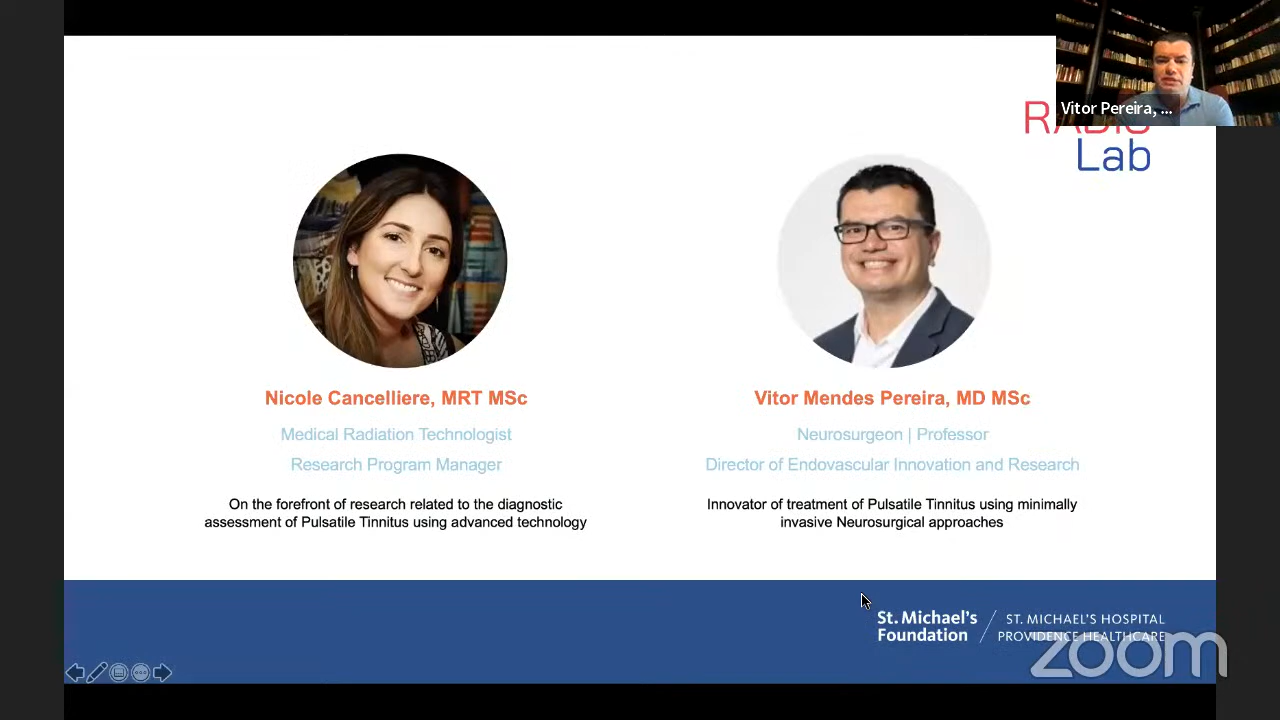 Vitor Pereira, ...
Lab
Nicole Cancelliere, MRT MSc
Medical Radiation Technologist
Research Program Manager
On the forefront of research related to the diagnostic
assessment of Pulsatile Tinnitus using advanced technology
Vitor Mendes Pereira, MD MSc
Neurosurgeon | Professor
Director of Endovascular Innovation and Research
Innovator of treatment of Pulsatile Tinnitus using minimally
invasive Neurosurgical approaches
St. Michael's
Foundation
ST. MICHAEL'S HOSPITAL
PROVIDENCE HEALTHCARE
zoom